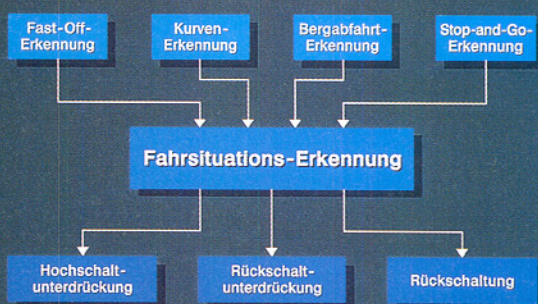 Fast-Off-
Erkennung
Kurven-
Erkennung
Bergabfahrt-
Erkennung
Stop-and-Go-
Erkennung
Fahrsituations-Erkennung
Hochschalt-
unterdrückung
Rückschalt-
unterdrückung
Rückschaltung